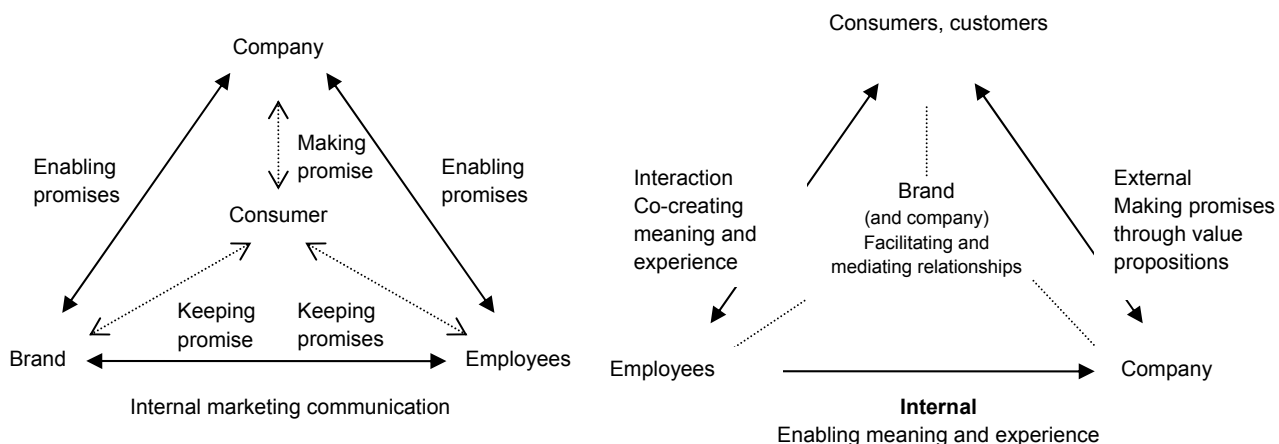 Company
Enabling
promises
Making
promise
Enabling
promises
Consumer
Keeping
promise
Keeping
promises
Brand
Employees
Internal marketing communication
Consumers, customers
Interaction
Co-creating
meaning and
experience
Brand
(and company)
Facilitating and
mediating relationships
External
Making promises
through value
propositions
Employees
Company
Internal
Enabling meaning and experience